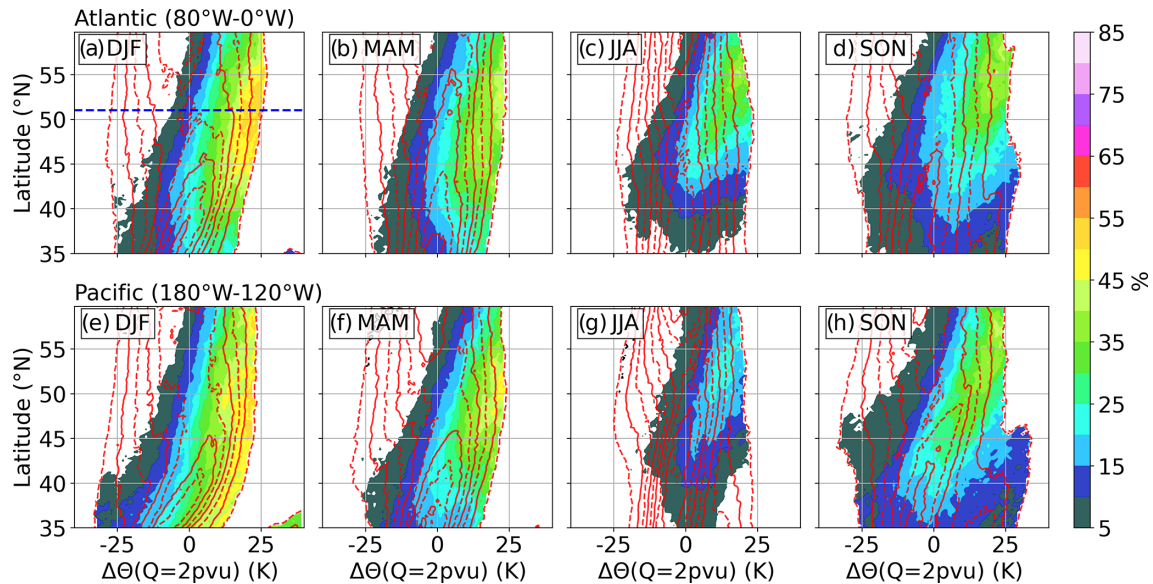 Atlantic (80°W-0°W)
(a) DJF
(b) MAM
(c) JJA
d) SON
Latitude (°N)
55
50
45
40
35
Pacific (180°W-120°W)
(e) DJF
(f) MAM
(g) JJA
(h) SON
Latitude (°N)
55
50
45
40
35
-25 0 25
-25 0 25
-25 0 25
-25 0 25
ΔΘ(Q=2pvu) (K)
ΔΘ(Q=2pvu) (K)
ΔΘ(Q=2pvu) (K)
ΔΘ(Q=2pvu) (K)
85
75
65
55
45
35
25
15
5
%